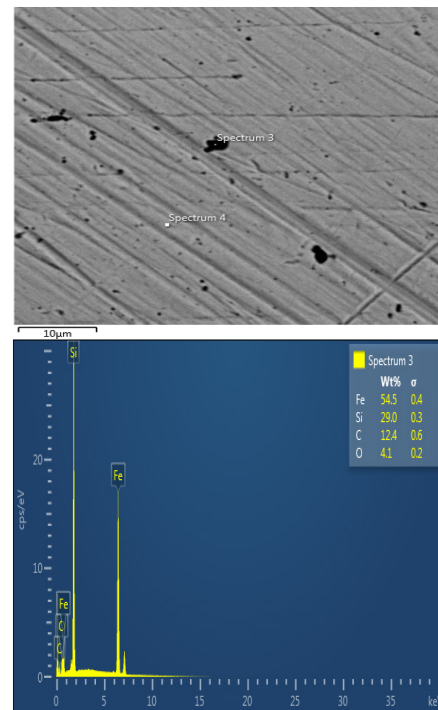 Spectrum 3
Spectrum 4
10µm
Si
Spectrum 3
Wt% σ
Fe 54.5 0.4
Si 29.0 0.3
C 12.4 0.6
O 4.1 0.2
20
Fe
cps/eV
10
Fe
C
C
0
0 5 10 15 20 25 30 35 ke